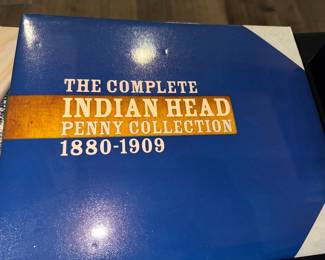 THE COMPLETE
INDIAN HEAD
PENNY COLLECTION
1880-1909